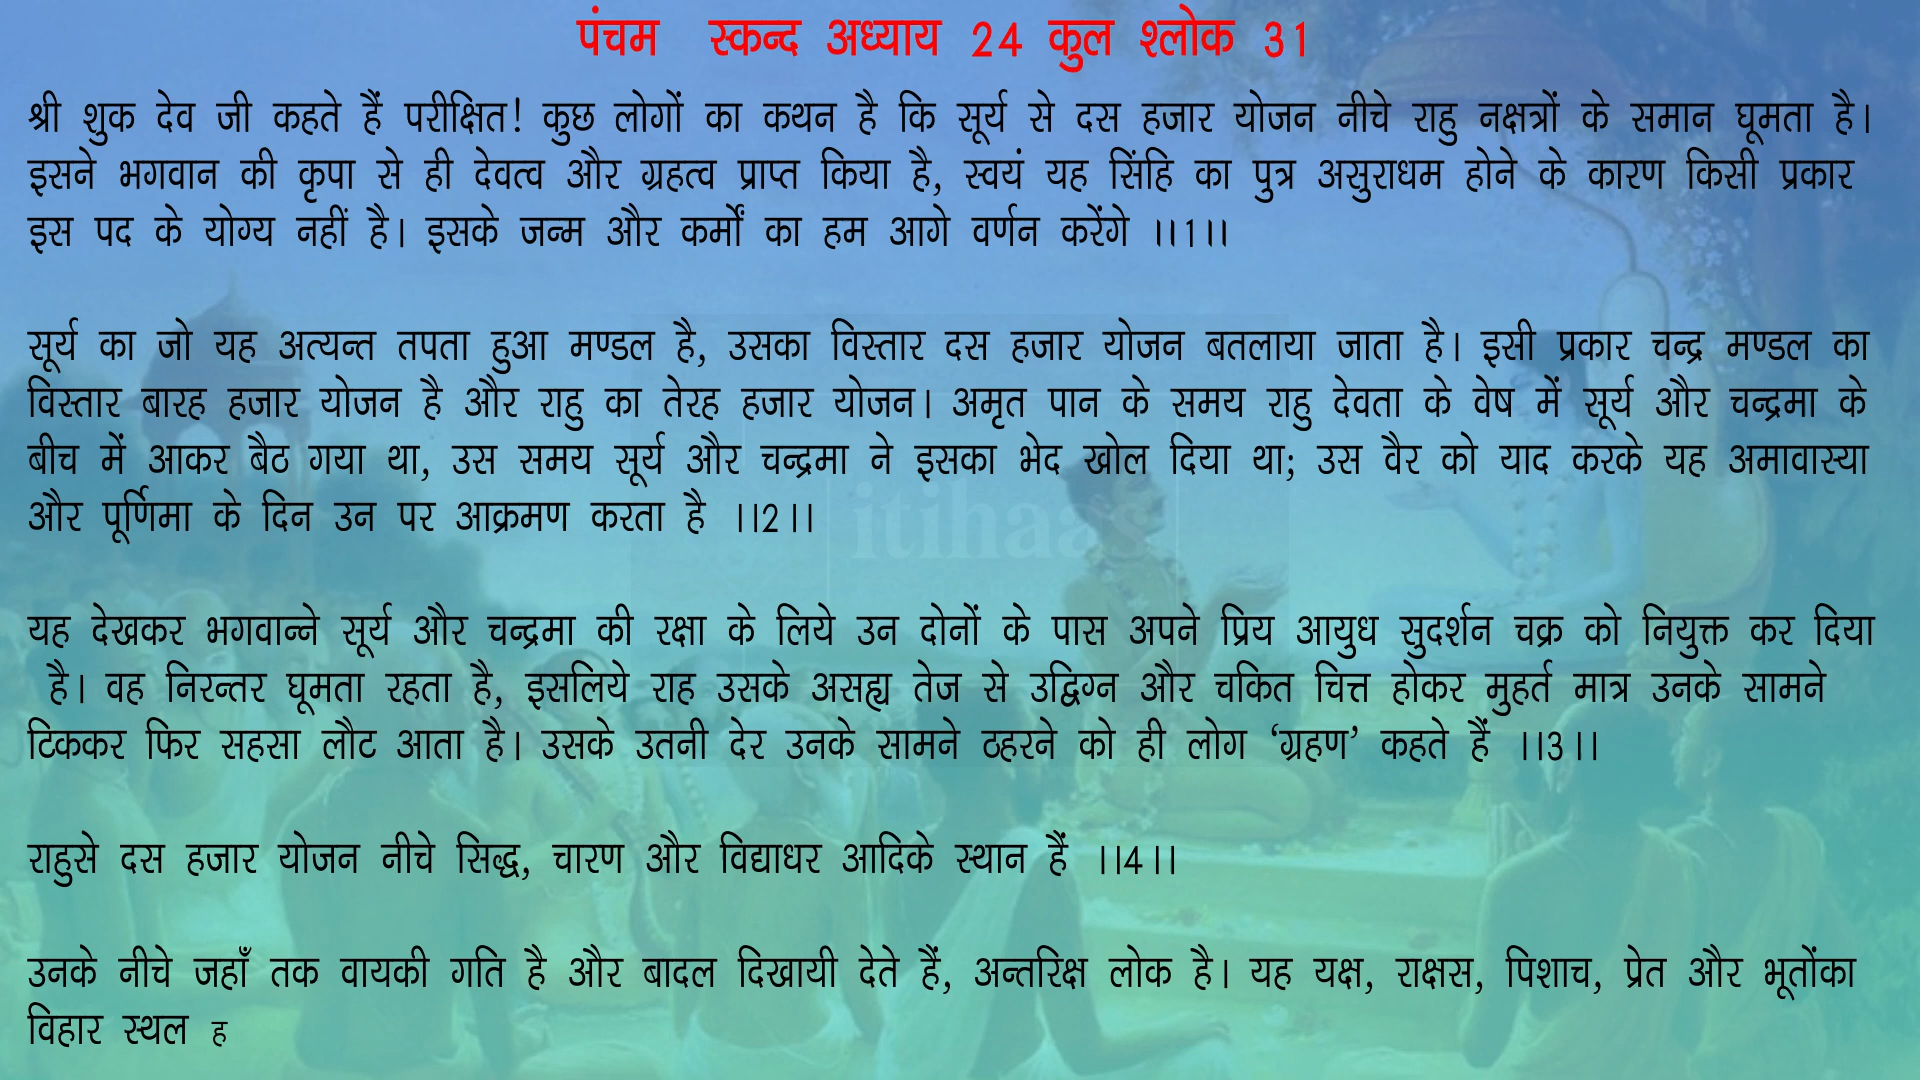 पंचम स्कन्द अध्याय 24 कुल श्लोक 31
श्री शुक देव जी कहते हैं परीक्षित! कुछ लोगों का कथन है कि सूर्य से दस हजार योजन नीचे राहु नक्षत्रों के समान घूमता है।
इसने भगवान की कृपा से ही देवत्व और ग्रहत्व प्राप्त किया है, स्वयं यह सिंहि का पुत्र असुराधम होने के कारण किसी प्रकार
इस पद के योग्य नहीं है। इसके जन्म और कर्मों का हम आगे वर्णन करेंगे ।।1।।
सूर्य का जो यह अत्यन्त तपता हुआ मण्डल है, उसका विस्तार दस हजार योजन बतलाया जाता है। इसी प्रकार चन्द्र मण्डल का
विस्तार बारह हजार योजन है और राहु का तेरह हजार योजन। अमृत पान के समय राहु देवता के वेष में सूर्य और चन्द्रमा के
बीच में आकर बैठ गया था, उस समय सूर्य और चन्द्रमा ने इसका भेद खोल दिया था; उस वैर को याद करके यह अमावास्या
और पूर्णिमा के दिन उन पर आक्रमण करता है ।।2।।
itihaas
यह देखकर भगवान्ने सूर्य और चन्द्रमा की रक्षा के लिये उन दोनों के पास अपने प्रिय आयुध सुदर्शन चक्र को नियुक्त कर दिया
है। वह निरन्तर घूमता रहता है, इसलिये राह उसके असह्य तेज से उद्विग्न और चकित चित्त होकर मुहर्त मात्र उनके सामने
टिककर फिर सहसा लौट आता है। उसके उतनी देर उनके सामने ठहरने को ही लोग ‘ग्रहण’ कहते हैं ।।3।।
राहुसे दस हजार योजन नीचे सिद्ध, चारण और विद्याधर आदिके स्थान हैं ।।4।।
उनके नीचे जहाँ तक वायकी गति है और बादल दिखायी देते हैं, अन्तरिक्ष लोक है। यह यक्ष, राक्षस, पिशाच, प्रेत और भूतोंका
विहार स्थल ह